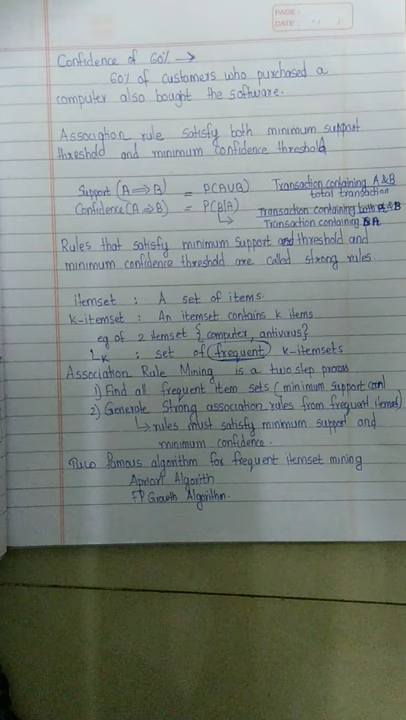 PAGE:
DATE:
Confidence of 60% →
60% of customers who purchased a
computer also bought the software.
Association rule satisfy both minimum support
threshold and minimum confidence threshold
Support (A ⇒ B) = P(AUB) Transaction containing A & B
total transaction
Confidence (A ⇒ B) = P(B|A) Transaction containing both A & B
Transaction containing A
Rules that satisfy minimum support and threshold and
minimum confidence threshold are called strong rules.
itemset : A set of items.
K-itemset : An itemset contains k items
eg of 2 itemset {computer, antivirus}
LK : set of frequent k-itemsets
Association Rule Mining is a two step process
1) Find all frequent item sets (minimum support count)
2) Generate Strong association rules from frequent itemset)
↳ rules must satisfy minimum support and
minimum confidence.
Two famous algorithm for frequent itemset mining
Apriori Algorith
FP Growth Algorithm.